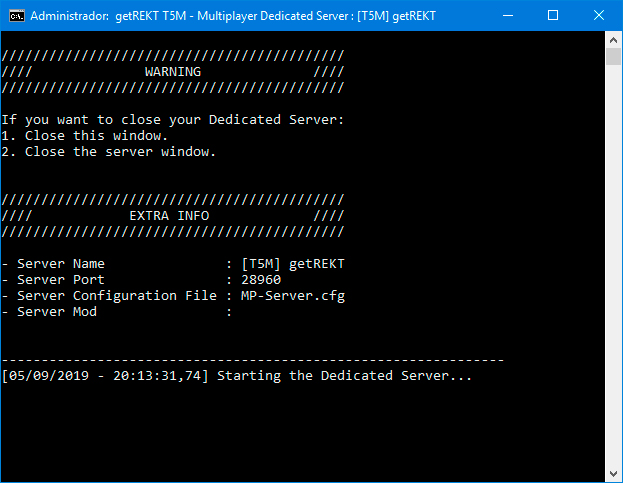 Administrador:  getREKT T5M - Multiplayer Dedicated Server : [T5M] getREKT
///////////////////////////////////////////
////              WARNING              ////
///////////////////////////////////////////
If you want to close your Dedicated Server:
1. Close this window.
2. Close the server window.
///////////////////////////////////////////
////            EXTRA INFO             ////
///////////////////////////////////////////
- Server Name               : [T5M] getREKT
- Server Port               : 28960
- Server Configuration File : MP-Server.cfg
- Server Mod                :
---------------------------------------------------------------
[05/09/2019 - 20:13:31,74] Starting the Dedicated Server...